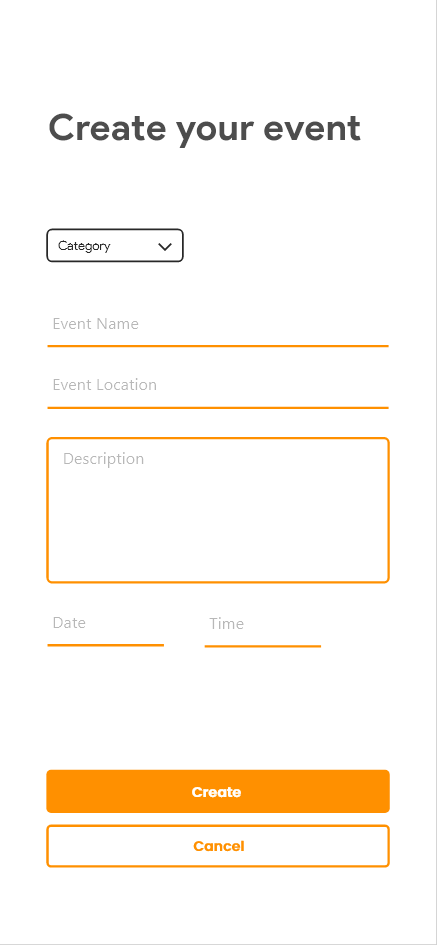 Create your event
Category
Event Name
Event Location
Description
Date
Time
Create
Cancel